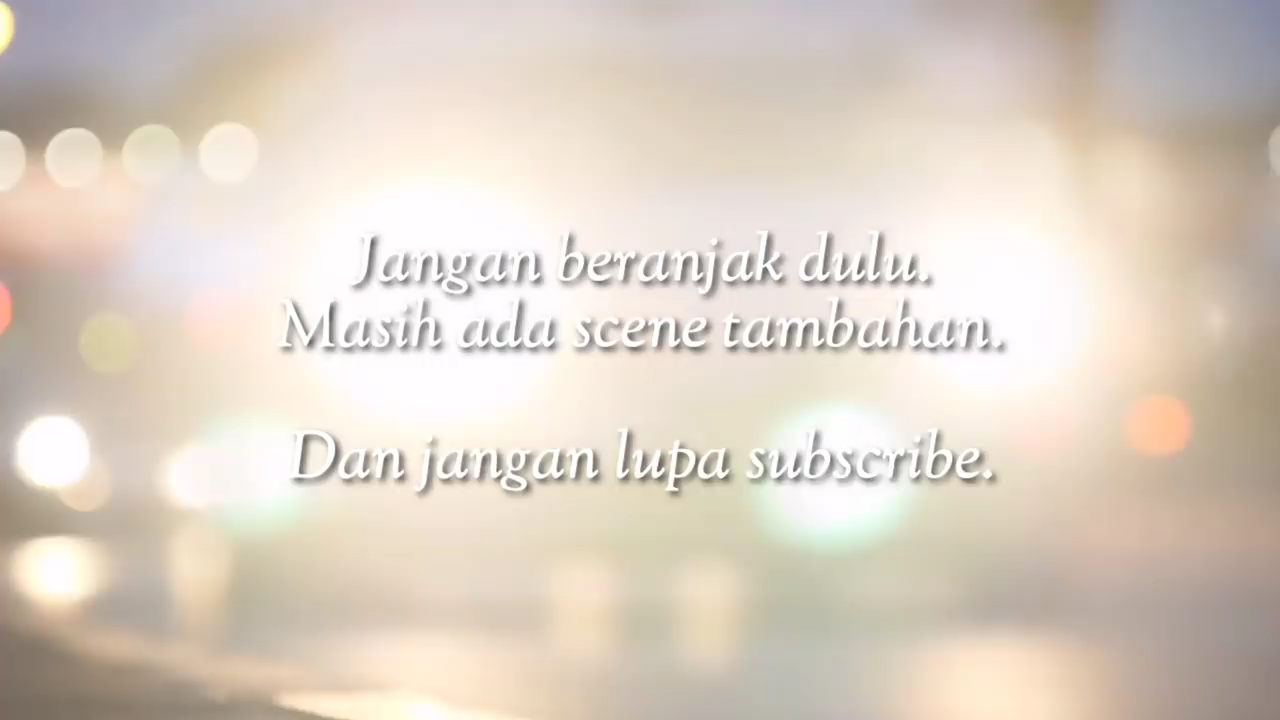 Jangan beranjak dulu.
Masih ada scene tambahan.
Dan jangan lupa subscribe.